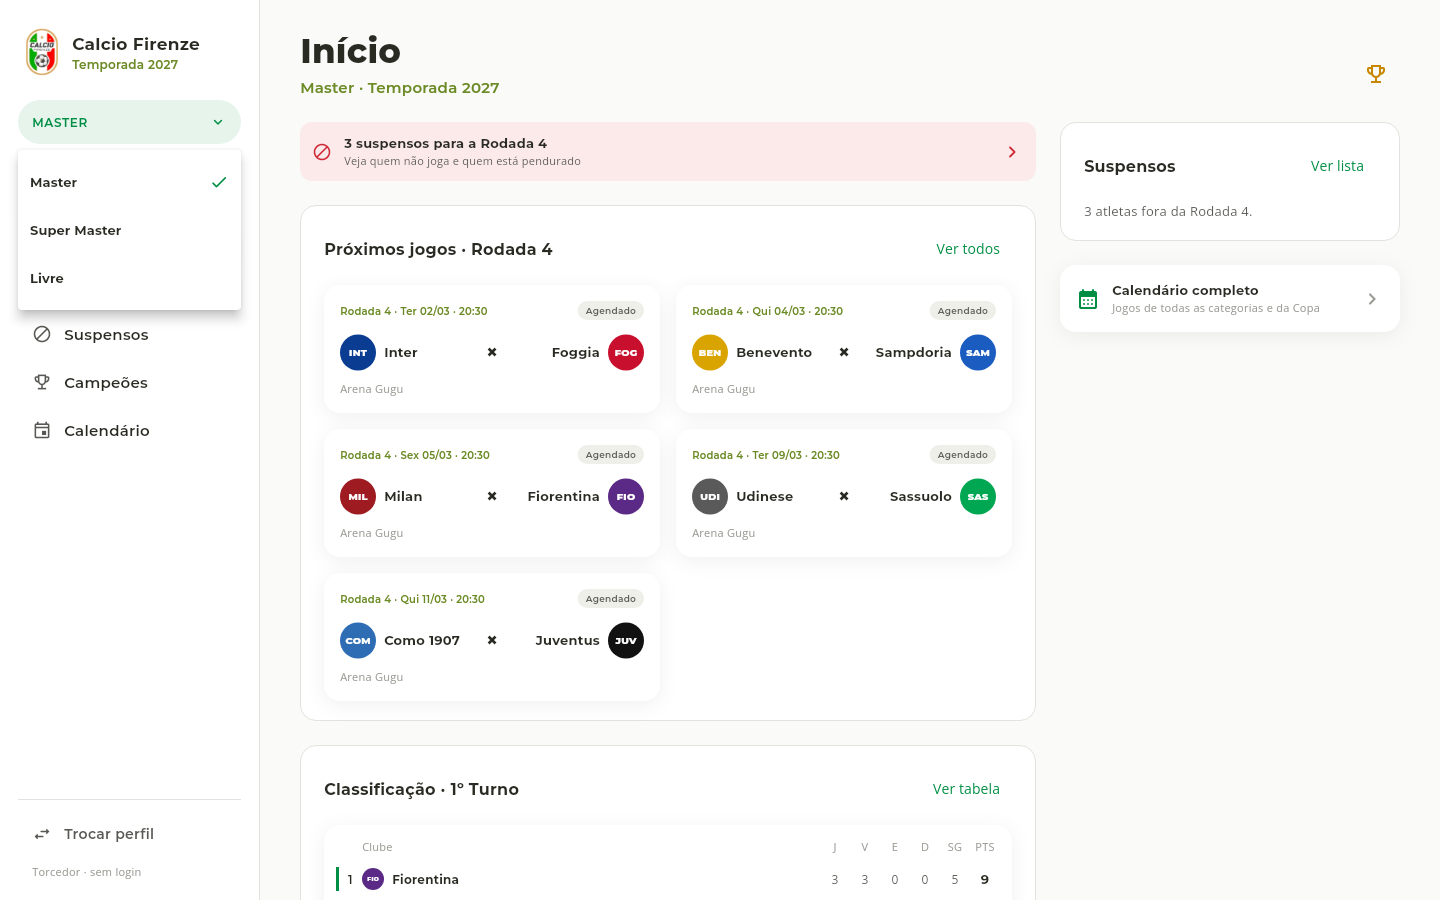 CALCIO
Calcio Firenze
Temporada 2027
MASTER
Master
Super Master
Livre
Suspensos
Campeões
Calendário
Trocar perfil
Torcedor · sem login
Início
Master · Temporada 2027
3 suspensos para a Rodada 4
Veja quem não joga e quem está pendurado
Próximos jogos · Rodada 4
Ver todos
Rodada 4 · Ter 02/03 · 20:30
Agendado
INT Inter ✖ Foggia FOG
Arena Gugu
Rodada 4 · Qui 04/03 · 20:30
Agendado
BEN Benevento ✖ Sampdoria SAM
Arena Gugu
Rodada 4 · Sex 05/03 · 20:30
Agendado
MIL Milan ✖ Fiorentina FIO
Arena Gugu
Rodada 4 · Ter 09/03 · 20:30
Agendado
UDI Udinese ✖ Sassuolo SAS
Arena Gugu
Rodada 4 · Qui 11/03 · 20:30
Agendado
COM Como 1907 ✖ Juventus JUV
Arena Gugu
Classificação · 1º Turno
Ver tabela
Clube J V E D SG PTS
1 FIO Fiorentina 3 3 0 0 5 9
Suspensos
Ver lista
3 atletas fora da Rodada 4.
Calendário completo
Jogos de todas as categorias e da Copa